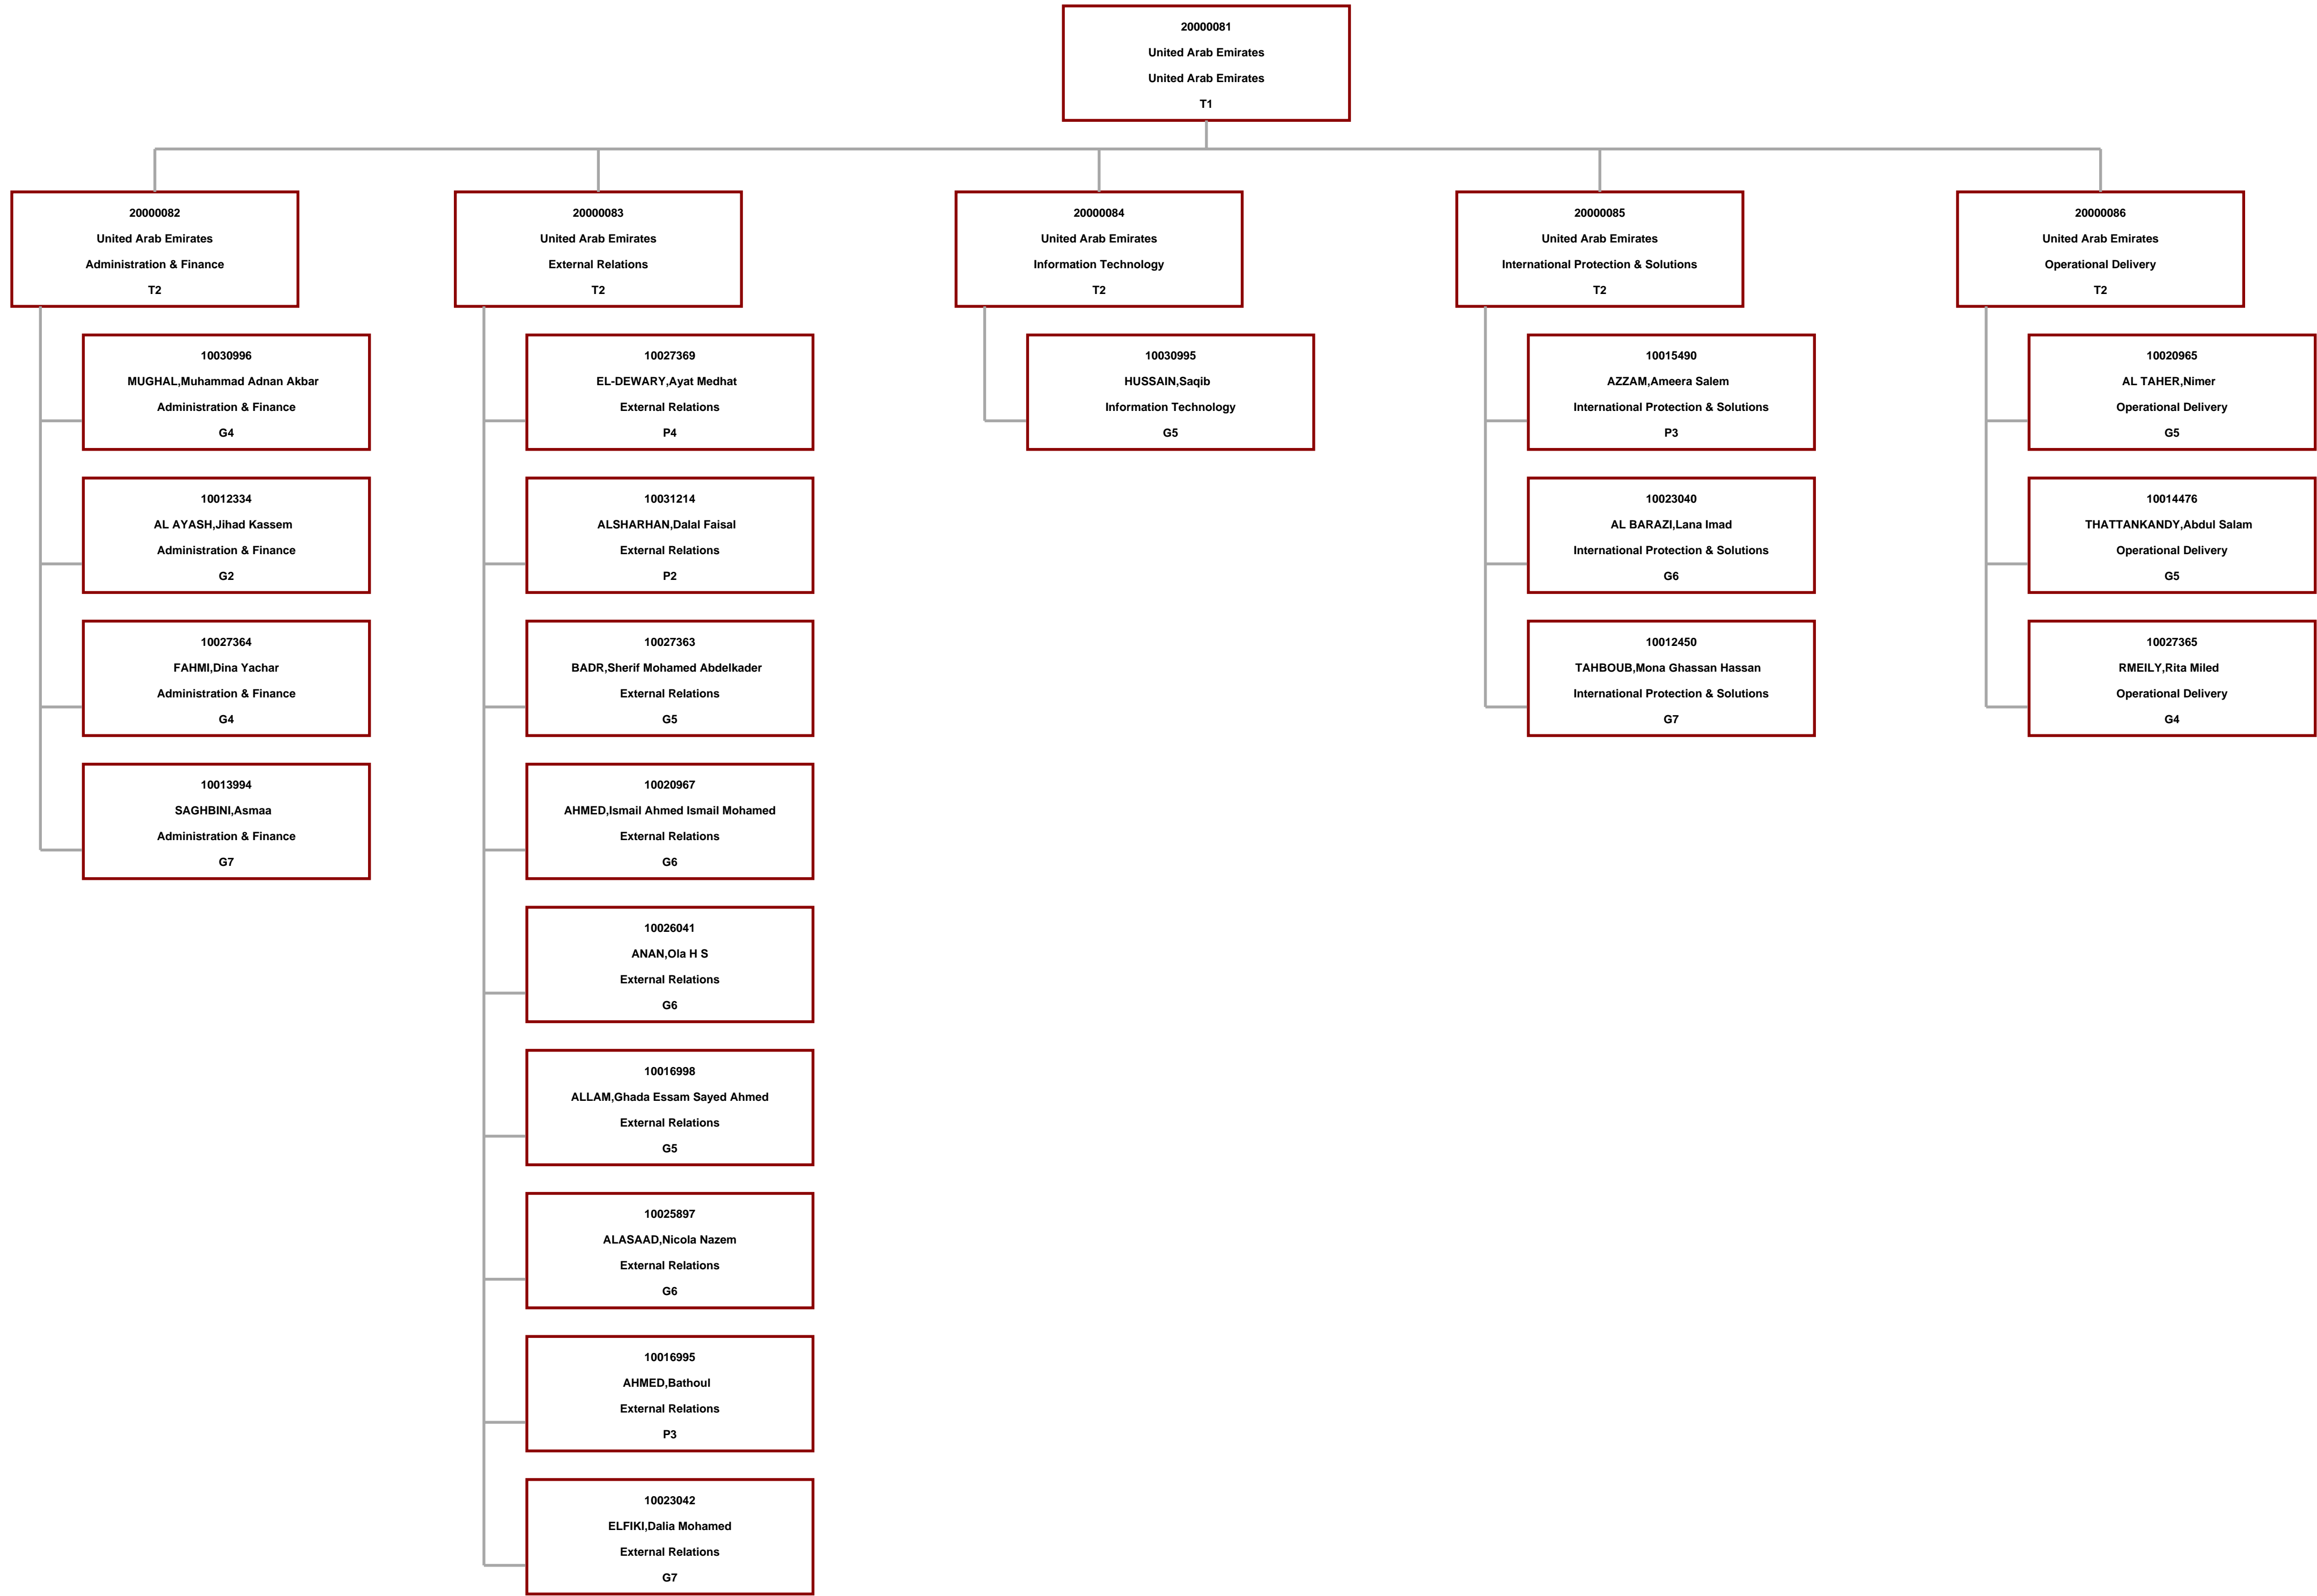 20000081
United Arab Emirates
United Arab Emirates
T1
20000082
United Arab Emirates
Administration & Finance
T2
10030996
MUGHAL,Muhammad Adnan Akbar
Administration & Finance
G4
10012334
AL AYASH,Jihad Kassem
Administration & Finance
G2
10027364
FAHMI,Dina Yachar
Administration & Finance
G4
10013994
SAGHBINI,Asmaa
Administration & Finance
G7
20000083
United Arab Emirates
External Relations
T2
10027369
EL-DEWARY,Ayat Medhat
External Relations
P4
10031214
ALSHARHAN,Dalal Faisal
External Relations
P2
10027363
BADR,Sherif Mohamed Abdelkader
External Relations
G5
10020967
AHMED,Ismail Ahmed Ismail Mohamed
External Relations
G6
10026041
ANAN,Ola H S
External Relations
G6
10016998
ALLAM,Ghada Essam Sayed Ahmed
External Relations
G5
10025897
ALASAAD,Nicola Nazem
External Relations
G6
10016995
AHMED,Bathoul
External Relations
P3
10023042
ELFIKI,Dalia Mohamed
External Relations
G7
20000084
United Arab Emirates
Information Technology
T2
10030995
HUSSAIN,Saqib
Information Technology
G5
20000085
United Arab Emirates
International Protection & Solutions
T2
10015490
AZZAM,Ameera Salem
International Protection & Solutions
P3
10023040
AL BARAZI,Lana Imad
International Protection & Solutions
G6
10012450
TAHBOUB,Mona Ghassan Hassan
International Protection & Solutions
G7
20000086
United Arab Emirates
Operational Delivery
T2
10020965
AL TAHER,Nimer
Operational Delivery
G5
10014476
THATTANKANDY,Abdul Salam
Operational Delivery
G5
10027365
RMEILY,Rita Miled
Operational Delivery
G4